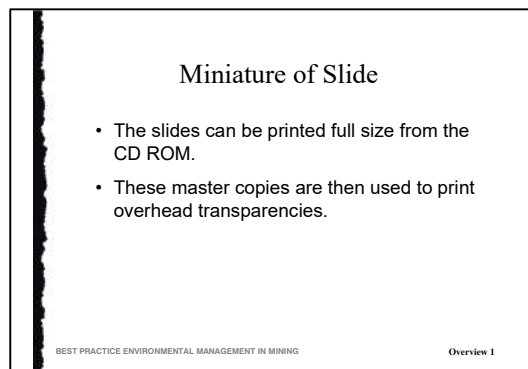 Miniature of Slide
• The slides can be printed full size from the
CD ROM.
• These master copies are then used to print
overhead transparencies.
BEST PRACTICE ENVIRONMENTAL MANAGEMENT IN MINING
Overview 1